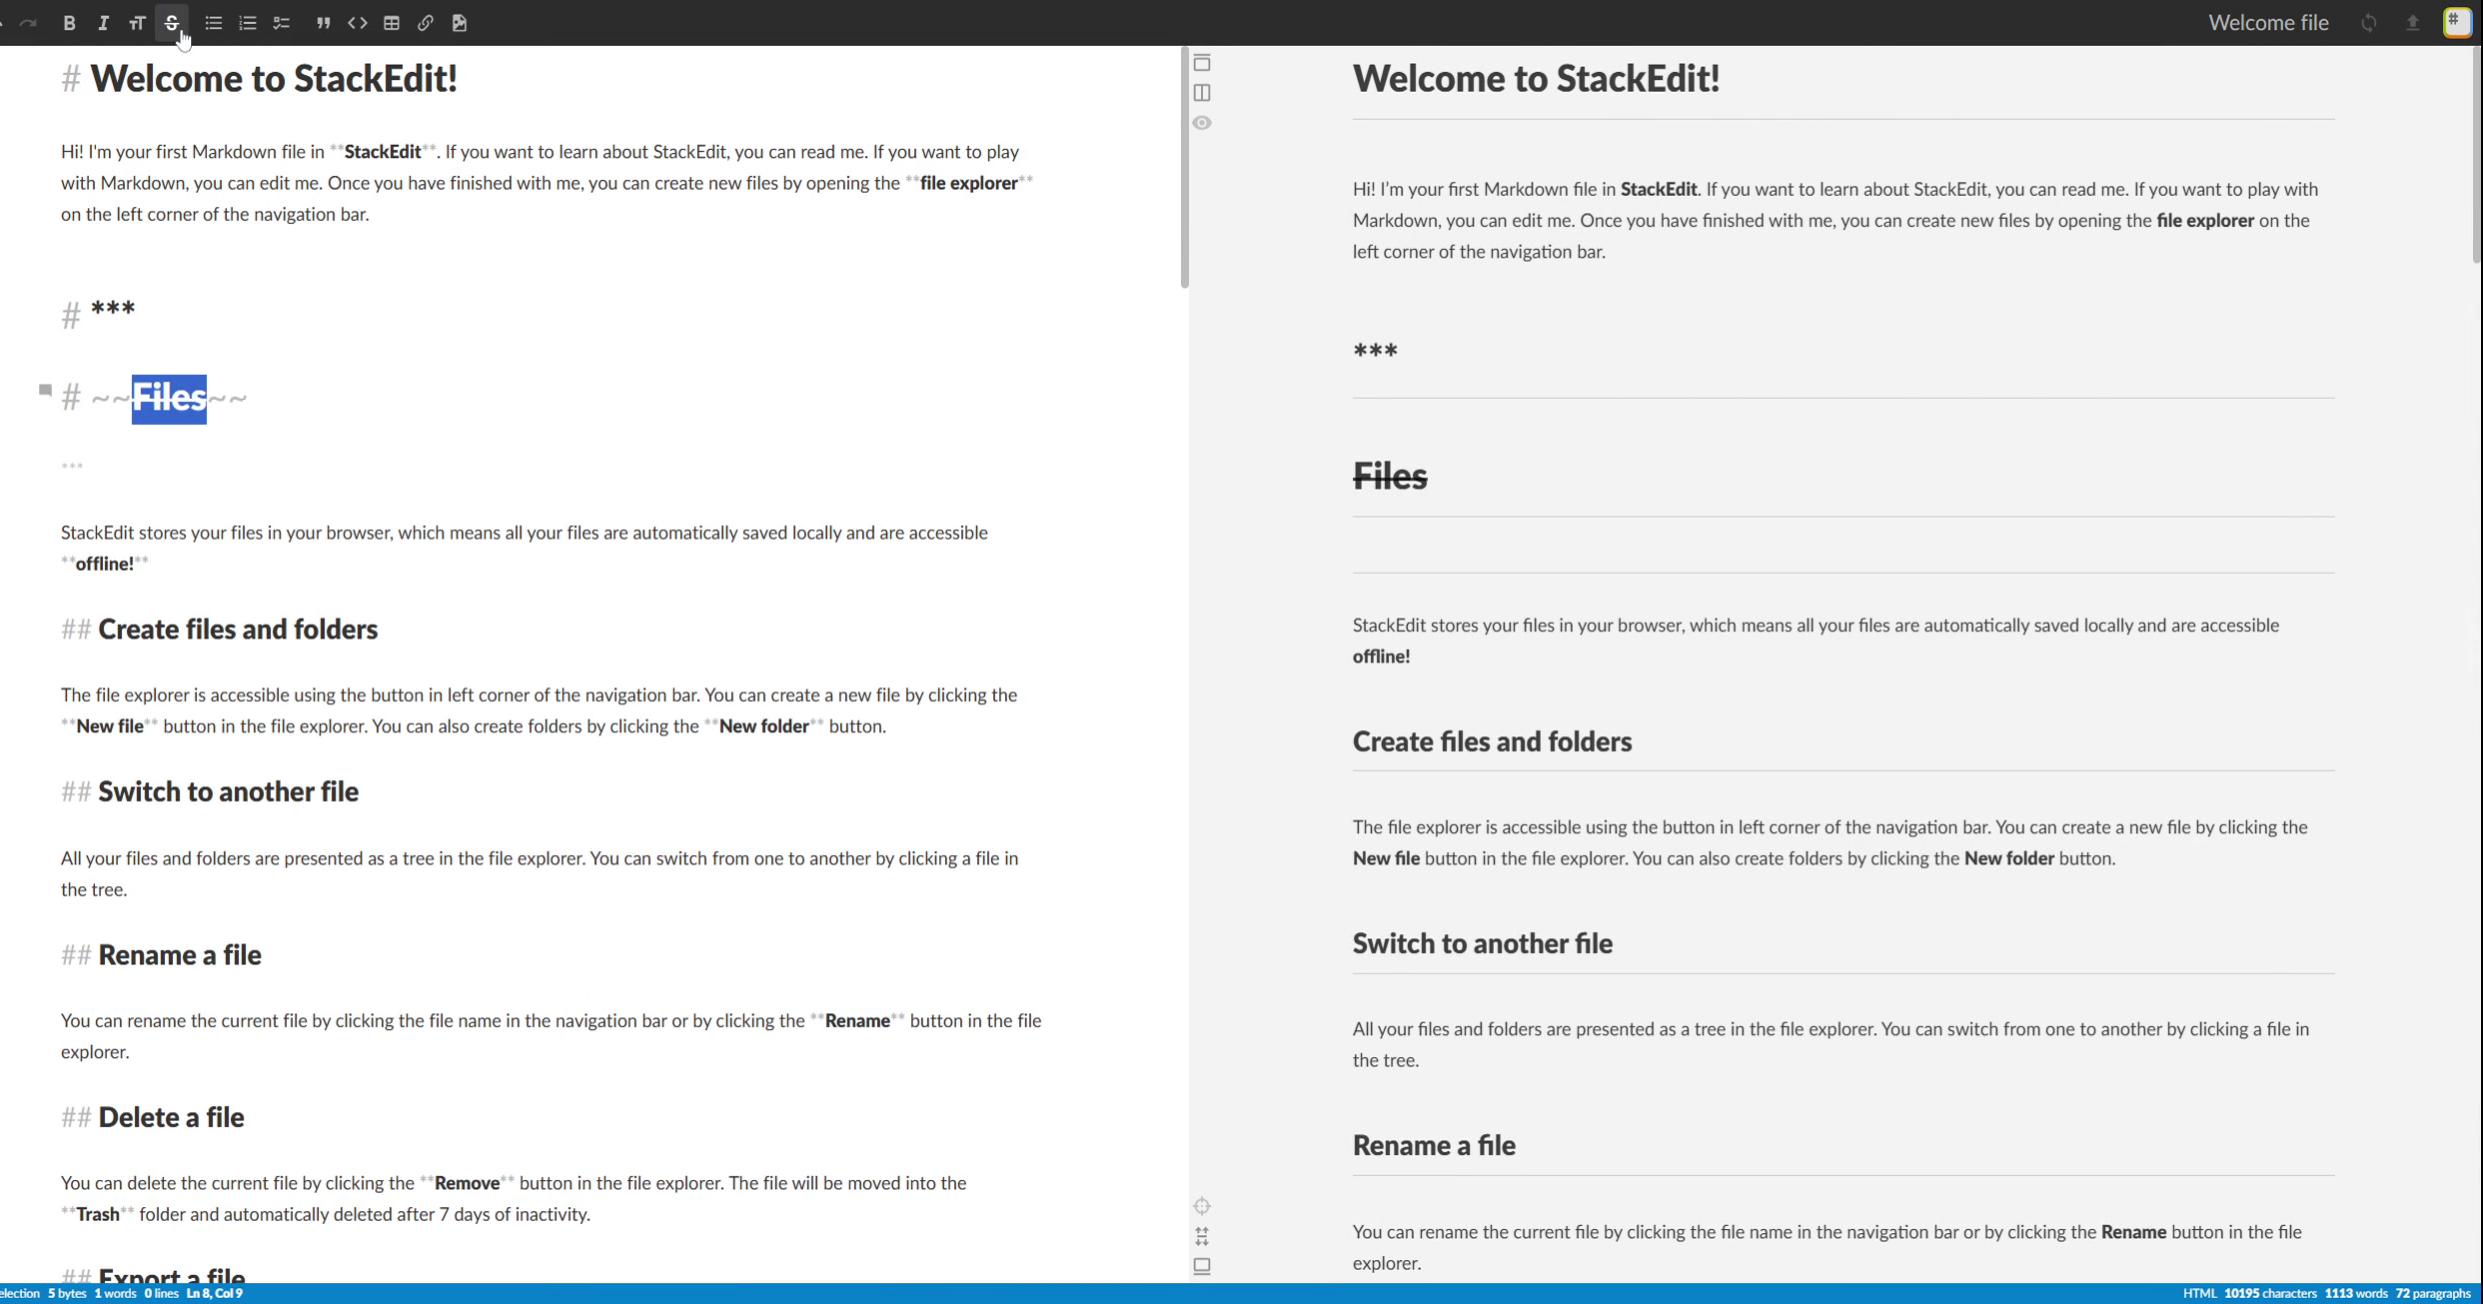 Welcome file
# Welcome to StackEdit!
Hi! I'm your first Markdown file in **StackEdit**. If you want to learn about StackEdit, you can read me. If you want to play
with Markdown, you can edit me. Once you have finished with me, you can create new files by opening the **file explorer**
on the left corner of the navigation bar.
# ***
# ~~Files~~
***
StackEdit stores your files in your browser, which means all your files are automatically saved locally and are accessible
**offline!**
## Create files and folders
The file explorer is accessible using the button in left corner of the navigation bar. You can create a new file by clicking the
**New file** button in the file explorer. You can also create folders by clicking the **New folder** button.
## Switch to another file
All your files and folders are presented as a tree in the file explorer. You can switch from one to another by clicking a file in
the tree.
## Rename a file
You can rename the current file by clicking the file name in the navigation bar or by clicking the **Rename** button in the file
explorer.
## Delete a file
You can delete the current file by clicking the **Remove** button in the file explorer. The file will be moved into the
**Trash** folder and automatically deleted after 7 days of inactivity.
## Export a file
Welcome to StackEdit!
Hi! I'm your first Markdown file in StackEdit. If you want to learn about StackEdit, you can read me. If you want to play with
Markdown, you can edit me. Once you have finished with me, you can create new files by opening the file explorer on the
left corner of the navigation bar.
***
Files
StackEdit stores your files in your browser, which means all your files are automatically saved locally and are accessible
offline!
Create files and folders
The file explorer is accessible using the button in left corner of the navigation bar. You can create a new file by clicking the
New file button in the file explorer. You can also create folders by clicking the New folder button.
Switch to another file
All your files and folders are presented as a tree in the file explorer. You can switch from one to another by clicking a file in
the tree.
Rename a file
You can rename the current file by clicking the file name in the navigation bar or by clicking the Rename button in the file
explorer.
election 5 bytes 1 words 0 lines Ln 8, Col 9
HTML 10195 characters 1113 words 72 paragraphs